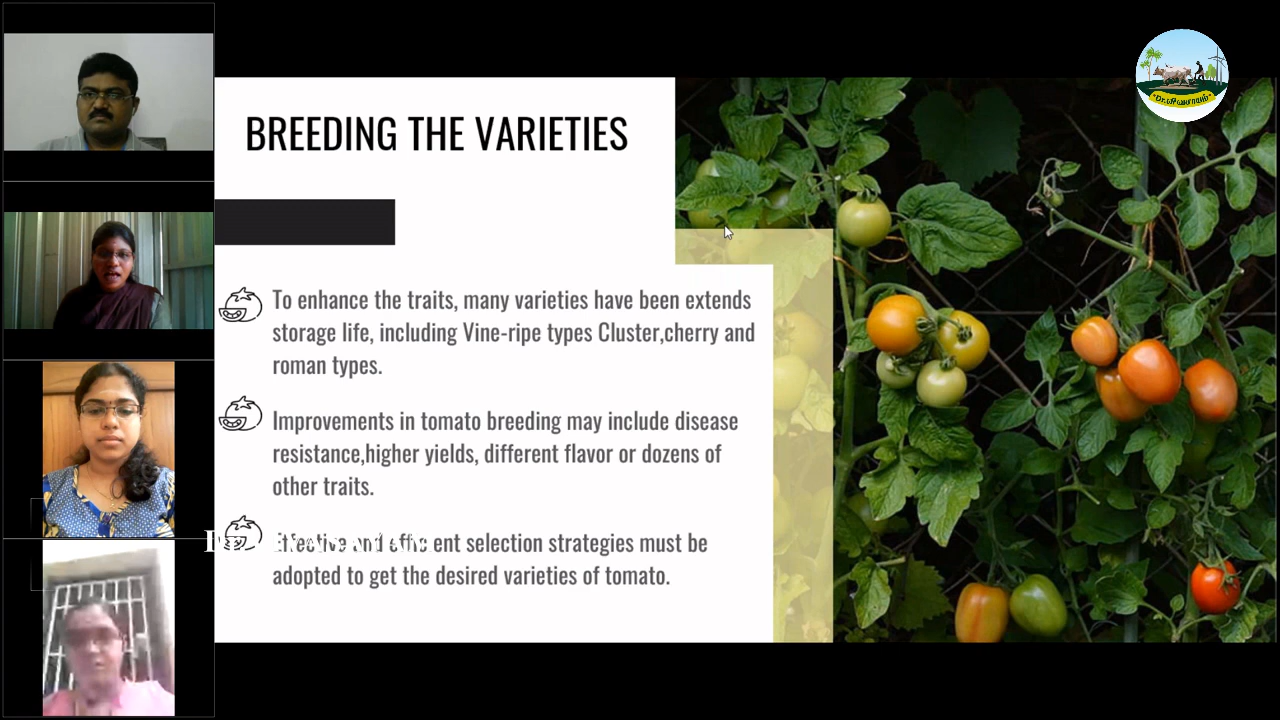 BREEDING THE VARIETIES
To enhance the traits, many varieties have been extends
storage life, including Vine-ripe types Cluster,cherry and
roman types.
Improvements in tomato breeding may include disease
resistance,higher yields, different flavor or dozens of
other traits.
selection strategies must be
adopted to get the desired varieties of tomato.